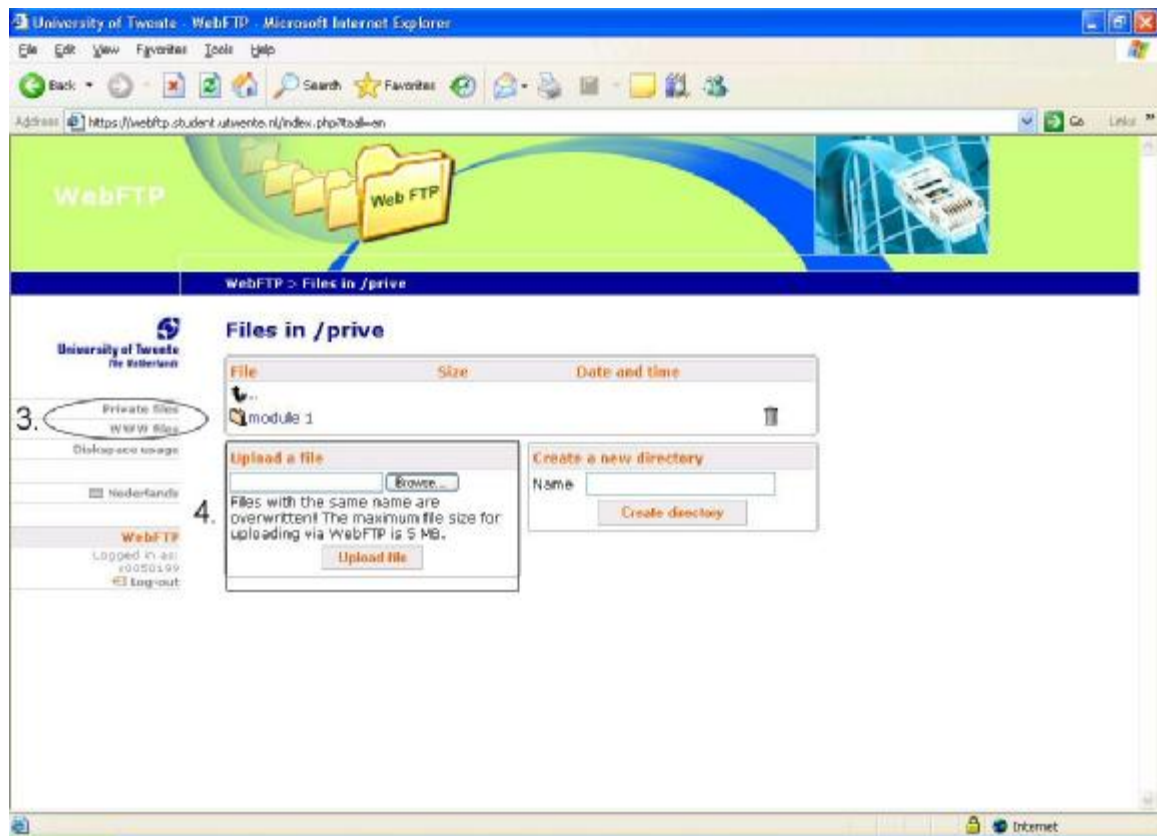 University of Twente - WebFTP - Microsoft Internet Explorer
File Edit View Favorites Tools Help
Back Search Favorites
Address https://webftp.student.utwente.nl/index.php?taal=en Go Links
WebFTP
Web FTP
WebFTP > Files in /prive
University of Twente
The Netherlands
Files in /prive
File Size Date and time
..
module 1
3.
Private files
WWW files
Diskspace usage
Nederlands
WebFTP
Logged in as:
Log-out
4.
Upload a file
Browse...
Files with the same name are
overwritten! The maximum file size for
uploading via WebFTP is 5 MB.
Upload file
Create a new directory
Name
Create directory
Internet